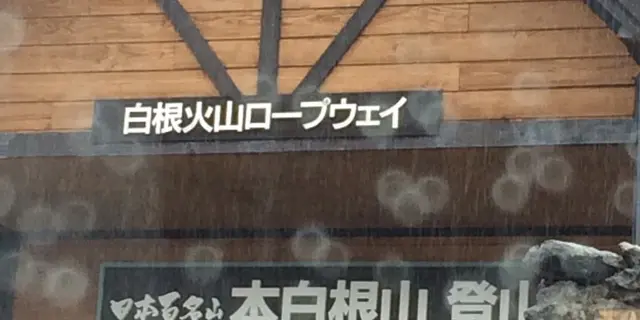 白根火山ロープウェイ
日本百名山 本白根山 登山